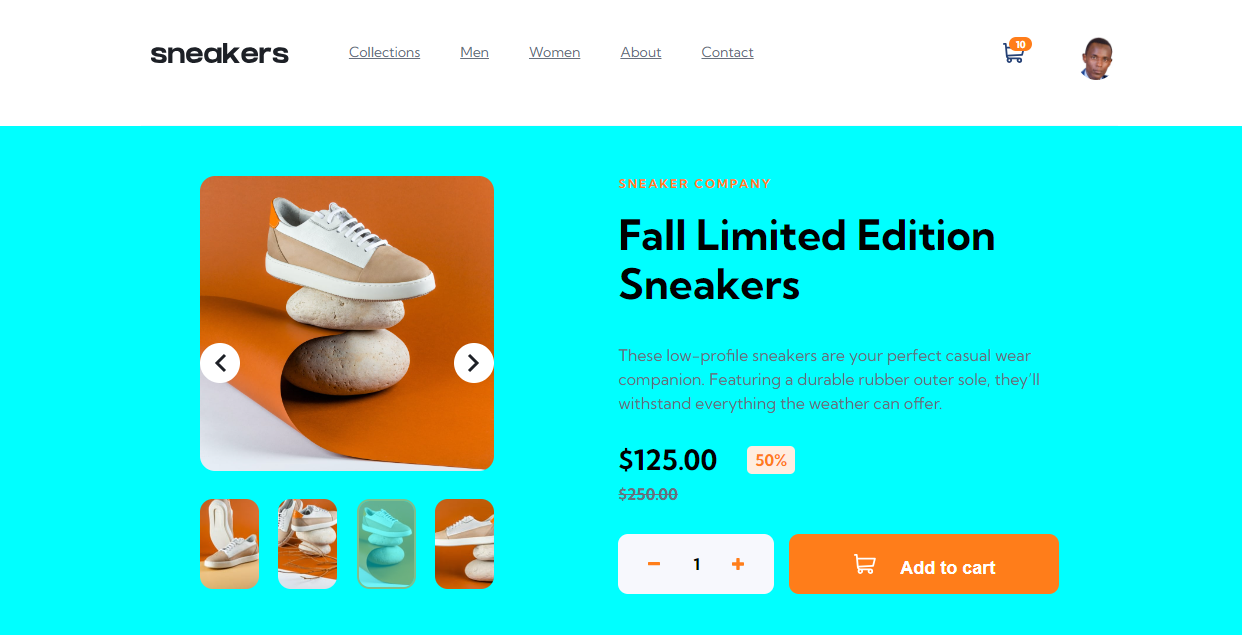 sneakers
Collections
Men
Women
About
Contact
10
SNEAKER COMPANY
Fall Limited Edition
Sneakers
These low-profile sneakers are your perfect casual wear
companion. Featuring a durable rubber outer sole, they'll
withstand everything the weather can offer.
$125.00
50%
$250.00
1
Add to cart